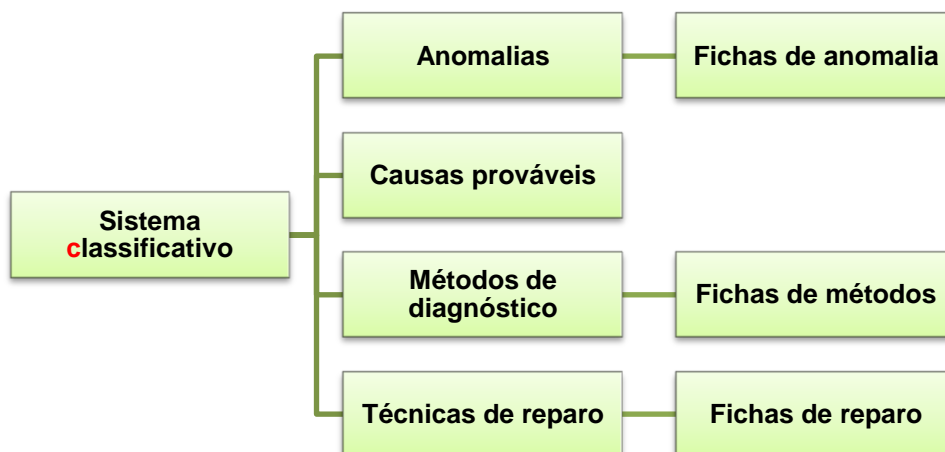 Anomalias
Fichas de anomalia
Causas prováveis
Sistema
classificativo
Métodos de
diagnóstico
Fichas de métodos
Técnicas de reparo
Fichas de reparo